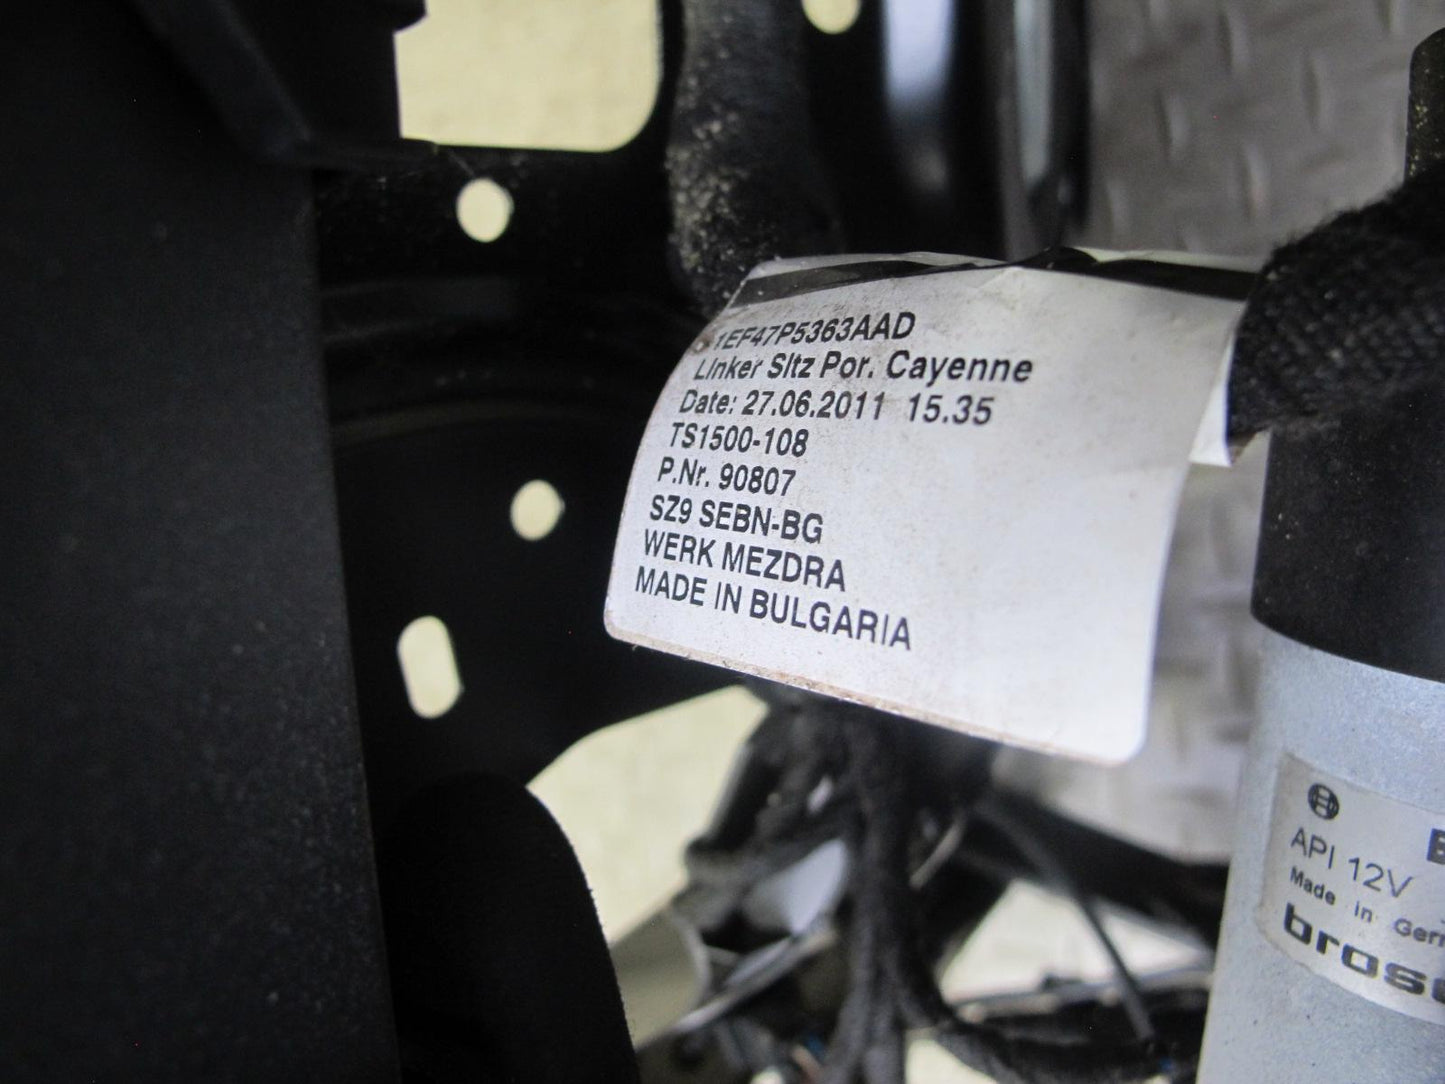 1EF47P5363AAD
Linker Sitz Por. Cayenne
Date: 27.06.2011 15.35
TS1500-108
P.Nr. 90807
SZ9 SEBN-BG
WERK MEZDRA
MADE IN BULGARIA
API 12V
Made in Ger
bros